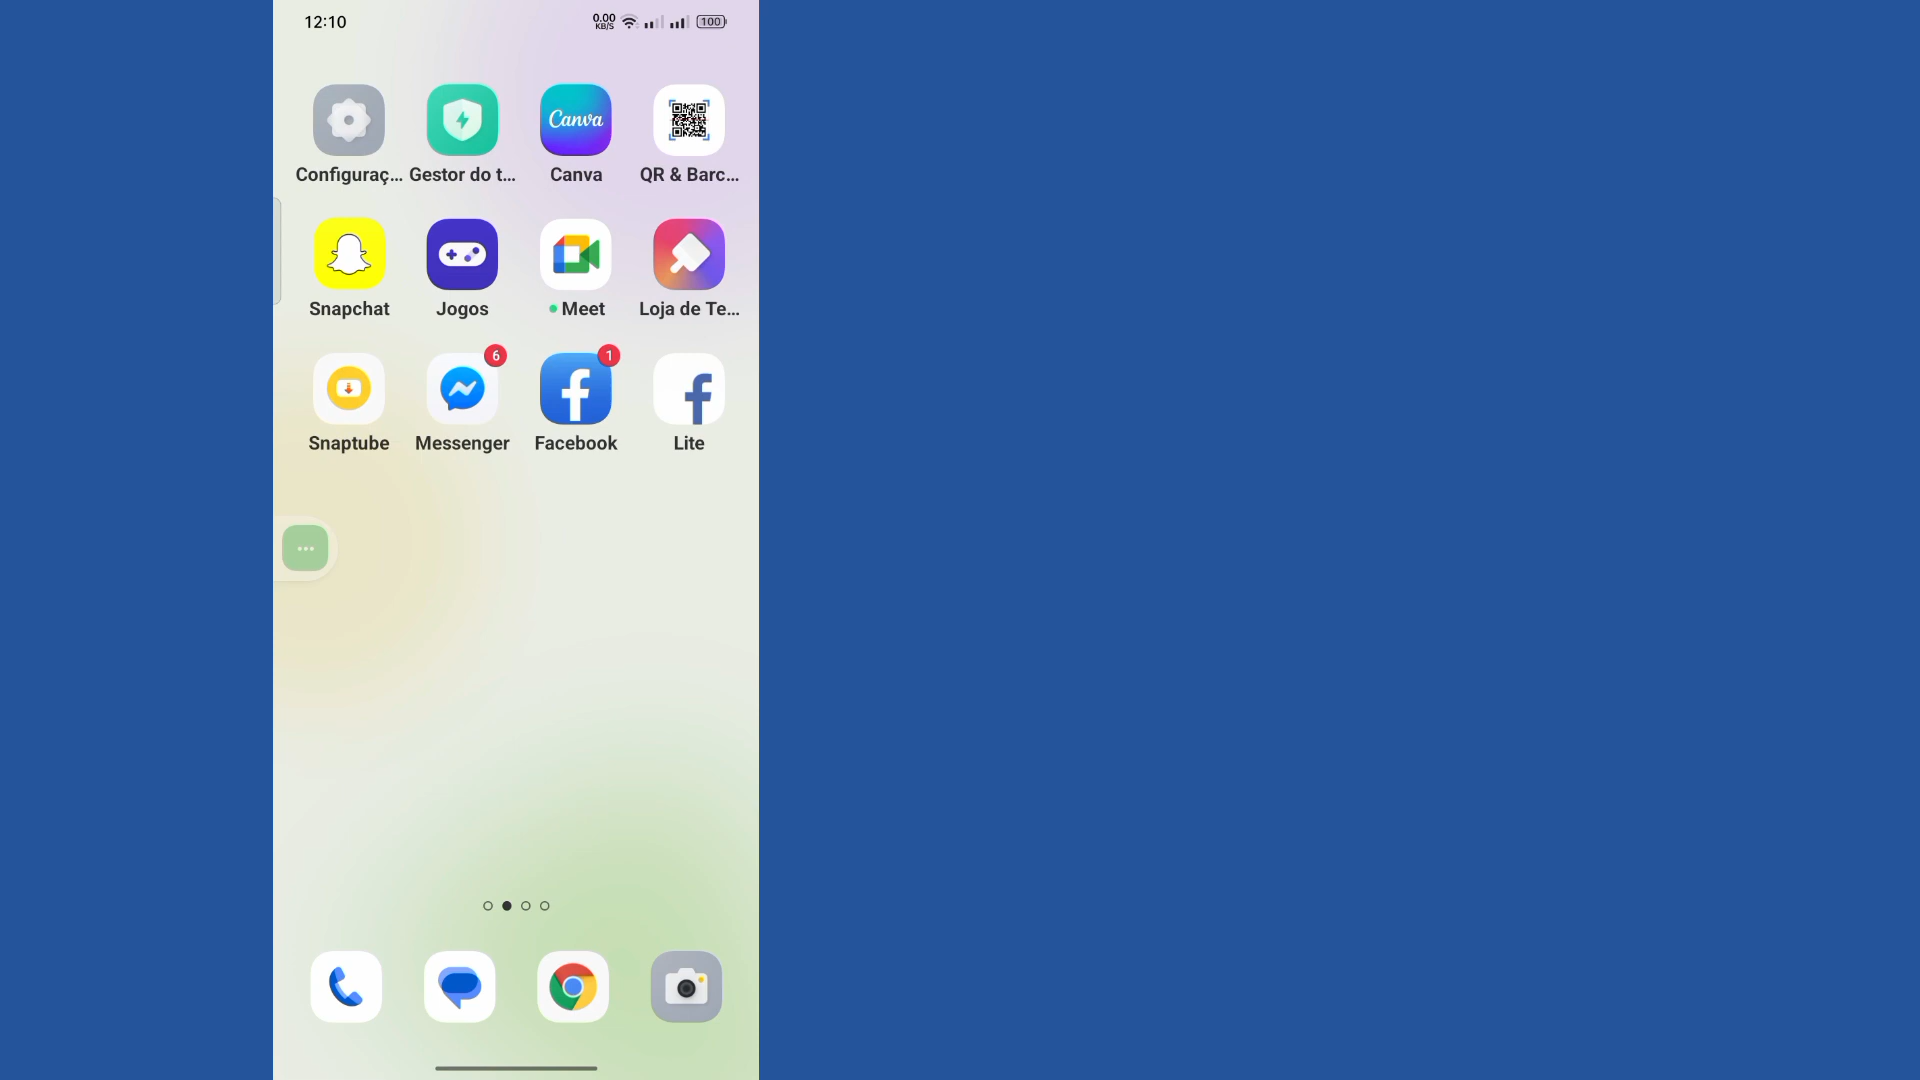 12:10
0.00
KB/S
100
Canva
Configuraç...
Gestor do t...
Canva
QR & Barc...
Snapchat
Jogos
Meet
Loja de Te...
6
1
Snaptube
Messenger
Facebook
Lite